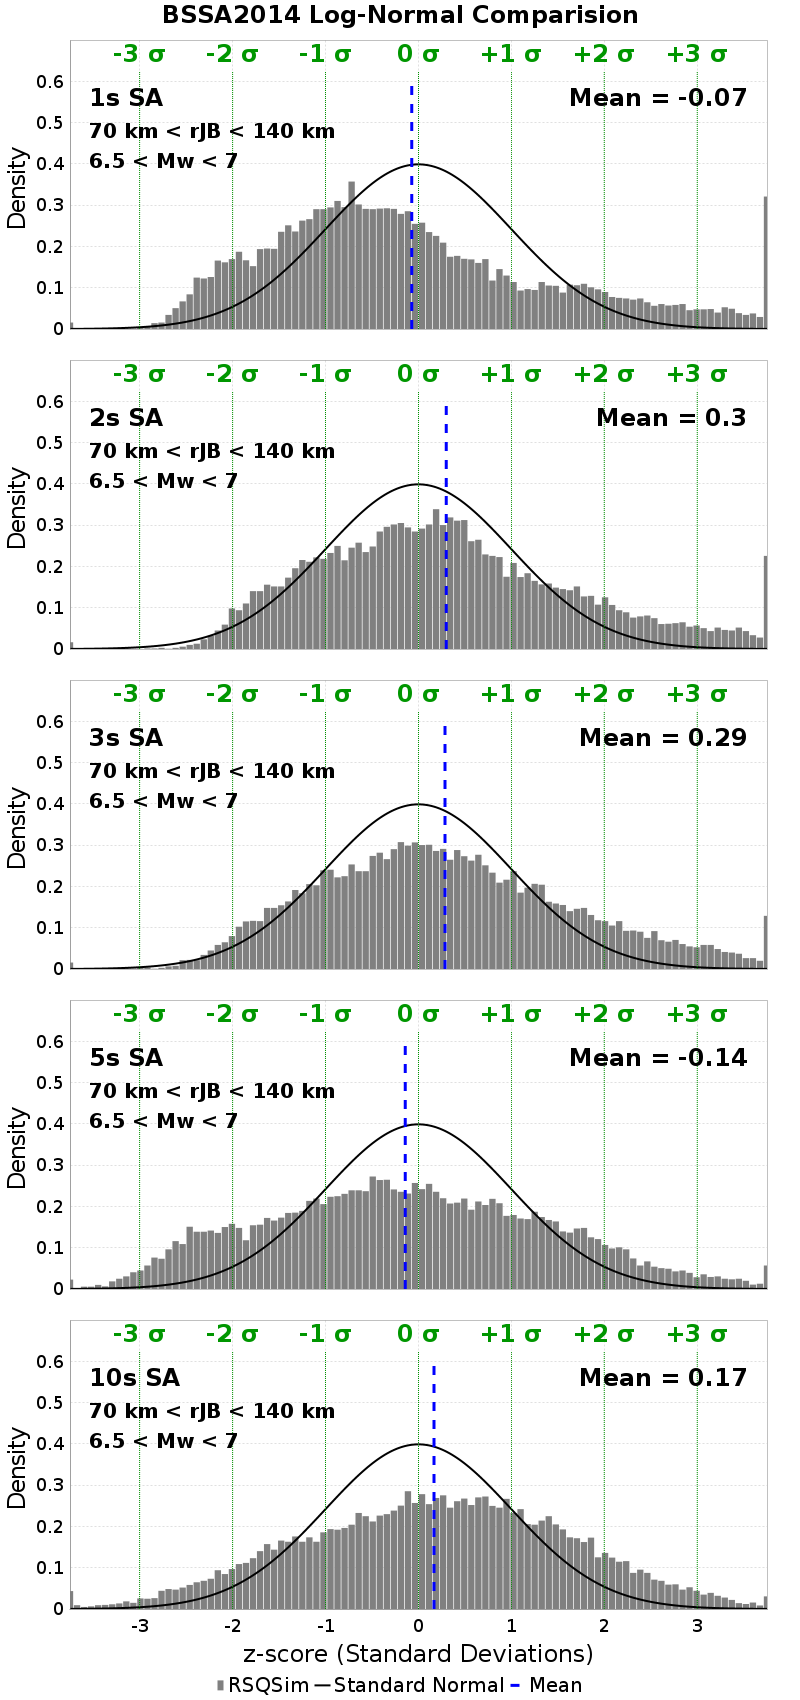 BSSA2014 Log-Normal Comparision
-3 σ -2 σ -1 σ 0 σ +1 σ +2 σ +3 σ
0.6
1s SA Mean = -0.07
0.5
70 km < rJB < 140 km
6.5 < Mw < 7
0.4
0.3
0.2
0.1
0
Density
-3 σ -2 σ -1 σ 0 σ +1 σ +2 σ +3 σ
0.6
2s SA Mean = 0.3
0.5
70 km < rJB < 140 km
6.5 < Mw < 7
0.4
0.3
0.2
0.1
0
Density
-3 σ -2 σ -1 σ 0 σ +1 σ +2 σ +3 σ
0.6
3s SA Mean = 0.29
0.5
70 km < rJB < 140 km
6.5 < Mw < 7
0.4
0.3
0.2
0.1
0
Density
-3 σ -2 σ -1 σ 0 σ +1 σ +2 σ +3 σ
0.6
5s SA Mean = -0.14
0.5
70 km < rJB < 140 km
6.5 < Mw < 7
0.4
0.3
0.2
0.1
0
Density
-3 σ -2 σ -1 σ 0 σ +1 σ +2 σ +3 σ
0.6
10s SA Mean = 0.17
0.5
70 km < rJB < 140 km
6.5 < Mw < 7
0.4
0.3
0.2
0.1
0
Density
-3 -2 -1 0 1 2 3
z-score (Standard Deviations)
RSQSim Standard Normal Mean